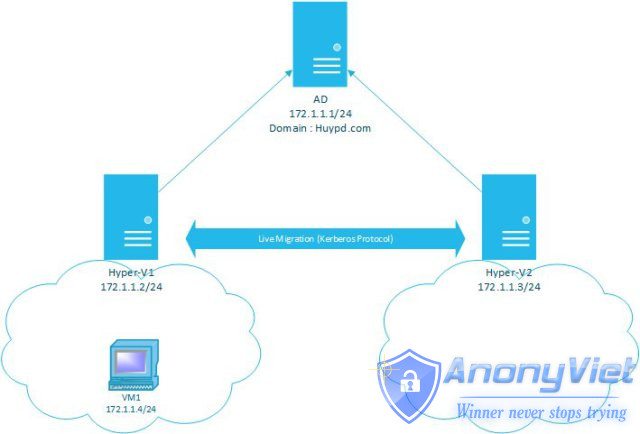 AD
172.1.1.1/24
Domain : Huypd.com
Live Migration (Kerberos Protocol)
Hyper-V1
172.1.1.2/24
Hyper-V2
172.1.1.3/24
VM1
172.1.1.4/24
AnonyViet
Winner never stops trying